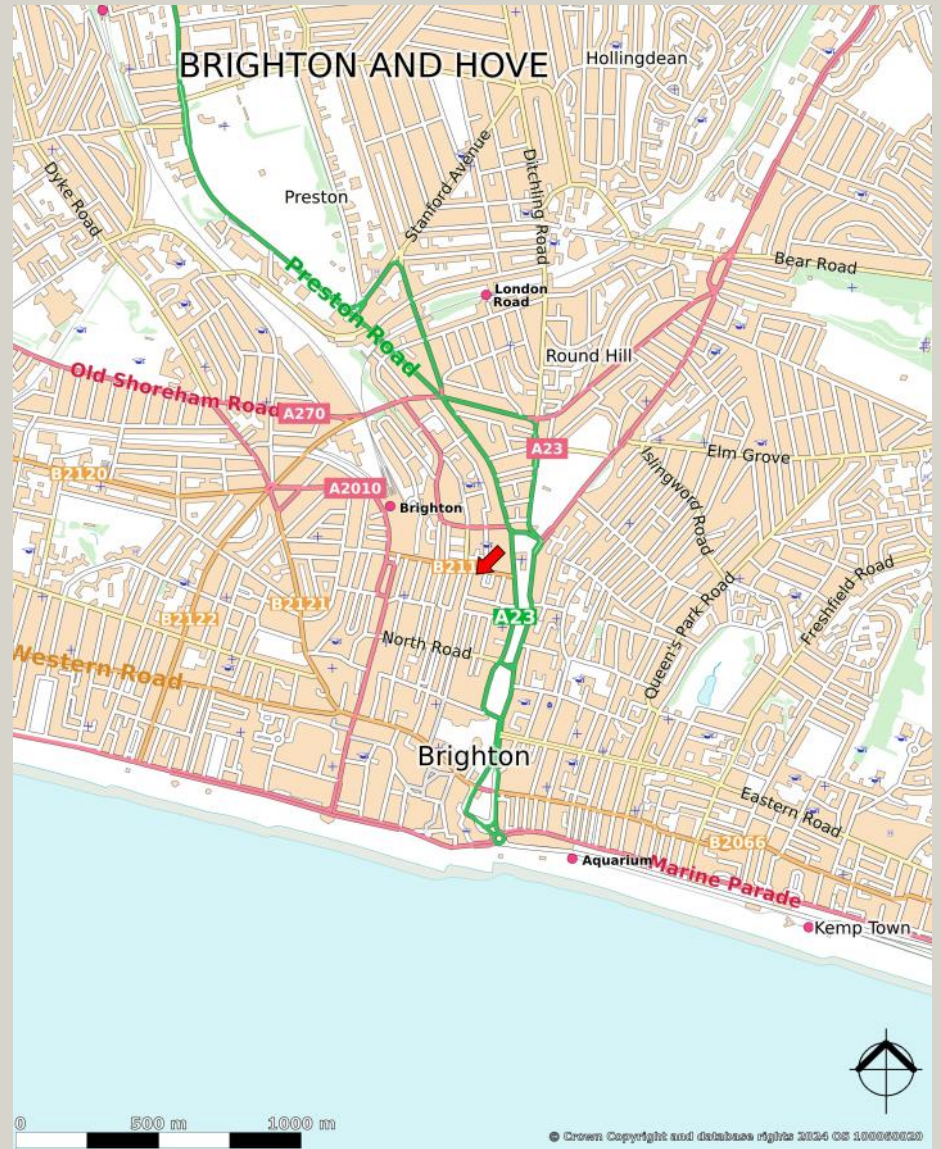 BRIGHTON AND HOVE
Hollingdean
Dyke Road
Preston
Stanford Avenue
Ditchling Road
Bear Road
Preston Road
London
Road
Round Hill
Old Shoreham Road
A270
A23
Elm Grove
B2120
A2010
Islingword Road
Brighton
B211
Freshfield Road
B2122
B2121
A23
Queen's Park Road
North Road
Western Road
Brighton
Eastern Road
B2066
Aquarium
Marine Parade
Kemp Town
0 500 m 1000 m
© Crown Copyright and database rights 2024 OS 100060020